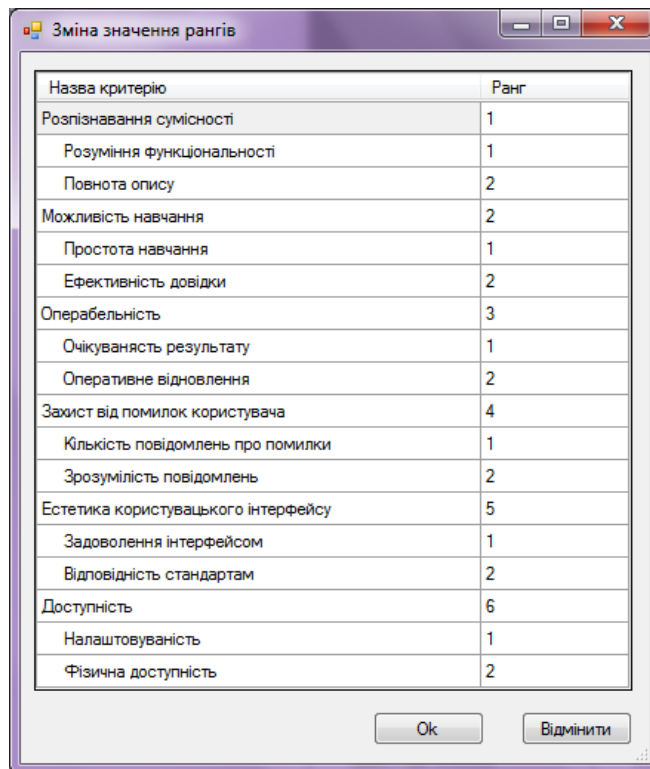 Зміна значення рангів
Назва критерію Ранг
Розпізнавання сумісності 1
Розуміння функціональності 1
Повнота опису 2
Можливість навчання 2
Простота навчання 1
Ефективність довідки 2
Операбельність 3
Очікуванясть результату 1
Оперативне відновлення 2
Захист від помилок користувача 4
Кількість повідомлень про помилки 1
Зрозумілість повідомлень 2
Естетика користувацького інтерфейсу 5
Задоволення інтерфейсом 1
Відповідність стандартам 2
Доступність 6
Налаштовуваність 1
Фізична доступність 2
Ok Відмінити